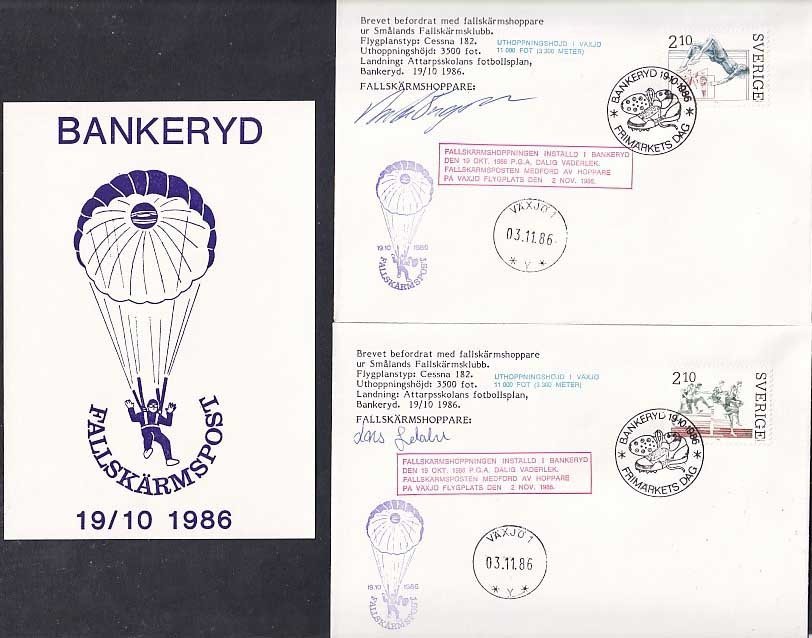 BANKERYD
FALLSKÄRMSPOST
19/10 1986
Brevet befordrat med fallskärmshoppare
ur Smålands Fallskärmsklubb.
Flygplanstyp: Cessna 182.
Uthoppningshöjd: 3500 fot.
UTHOPPNINGSHÖJD I VÄXJÖ
11 000 FOT (3 300 METER)
Landning: Attarpsskolans fotbollsplan,
Bankeryd. 19/10 1986.
FALLSKÄRMSHOPPARE:
2.10
SVERIGE
BANKERYD 19.10.1986
FRIMÄRKETS DAG
FALLSKÄRMSHOPPNINGEN INSTÄLLD I BANKERYD
DEN 19 OKT. 1986 P.G.A. DÅLIG VÄDERLEK.
FALLSKÄRMSPOSTEN MEDFÖRD AV HOPPARE
PÅ VÄXJÖ FLYGPLATS DEN 2 NOV. 1986.
19.10 1986
FALLSKÄRMSPOST
VÄXJÖ 1
03.11.86
* Y *
Brevet befordrat med fallskärmshoppare
ur Smålands Fallskärmsklubb.
Flygplanstyp: Cessna 182.
Uthoppningshöjd: 3500 fot.
UTHOPPNINGSHÖJD I VÄXJÖ
11 000 FOT (3 300 METER)
Landning: Attarpsskolans fotbollsplan,
Bankeryd. 19/10 1986.
FALLSKÄRMSHOPPARE:
2.10
SVERIGE
BANKERYD 19.10.1986
FRIMÄRKETS DAG
FALLSKÄRMSHOPPNINGEN INSTÄLLD I BANKERYD
DEN 19 OKT. 1986 P.G.A. DÅLIG VÄDERLEK.
FALLSKÄRMSPOSTEN MEDFÖRD AV HOPPARE
PÅ VÄXJÖ FLYGPLATS DEN 2 NOV. 1986.
19.10 1986
FALLSKÄRMSPOST
VÄXJÖ 1
03.11.86
* Y *